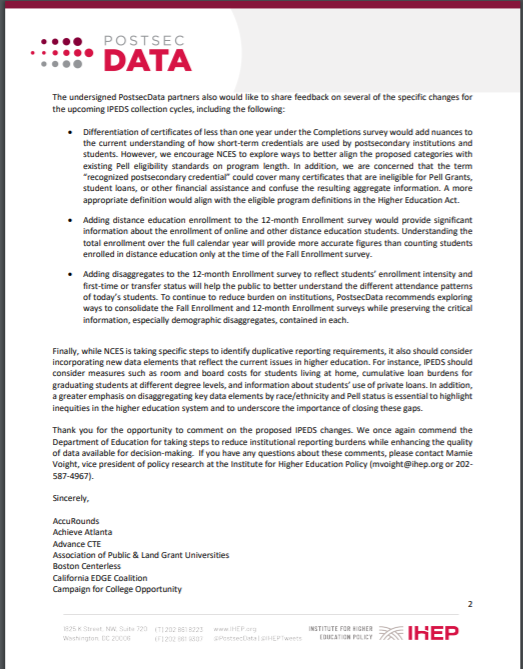 POSTSEC
DATA
The undersigned PostsecData partners also would like to share feedback on several of the specific changes for
the upcoming IPEDS collection cycles, including the following:
• Differentiation of certificates of less than one year under the Completions survey would add nuances to
the current understanding of how short-term credentials are used by postsecondary institutions and
students. However, we encourage NCES to explore ways to better align the proposed categories with
existing Pell eligibility standards on program length. In addition, we are concerned that the term
“recognized postsecondary credential” could cover many certificates that are ineligible for Pell Grants,
student loans, or other financial assistance and confuse the resulting aggregate information. A more
appropriate definition would align with the eligible program definitions in the Higher Education Act.
• Adding distance education enrollment to the 12-month Enrollment survey would provide significant
information about the enrollment of online and other distance education students. Understanding the
total enrollment over the full calendar year will provide more accurate figures than counting students
enrolled in distance education only at the time of the Fall Enrollment survey.
• Adding disaggregates to the 12-month Enrollment survey to reflect students’ enrollment intensity and
first-time or transfer status will help the public to better understand the different attendance patterns
of today’s students. To continue to reduce burden on institutions, PostsecData recommends exploring
ways to consolidate the Fall Enrollment and 12-month Enrollment surveys while preserving the critical
information, especially demographic disaggregates, contained in each.
Finally, while NCES is taking specific steps to identify duplicative reporting requirements, it also should consider
incorporating new data elements that reflect the current issues in higher education. For instance, IPEDS should
consider measures such as room and board costs for students living at home, cumulative loan burdens for
graduating students at different degree levels, and information about students’ use of private loans. In addition,
a greater emphasis on disaggregating key data elements by race/ethnicity and Pell status is essential to highlight
inequities in the higher education system and to underscore the importance of closing these gaps.
Thank you for the opportunity to comment on the proposed IPEDS changes. We once again commend the
Department of Education for taking steps to reduce institutional reporting burdens while enhancing the quality
of data available for decision-making. If you have any questions about these comments, please contact Mamie
Voight, vice president of policy research at the Institute for Higher Education Policy (mvoight@ihep.org or 202-
587-4967).
Sincerely,
AccuRounds
Achieve Atlanta
Advance CTE
Association of Public & Land Grant Universities
Boston Centerless
California EDGE Coalition
Campaign for College Opportunity
2
1825 K Street, NW, Suite 720 (T) 202 861 8223 www.IHEP.org
Washington, DC 20006 (F) 202 861 @PostsecData | @IHEPTweets
INSTITUTE FOR HIGHER
EDUCATION POLICY
IHEP